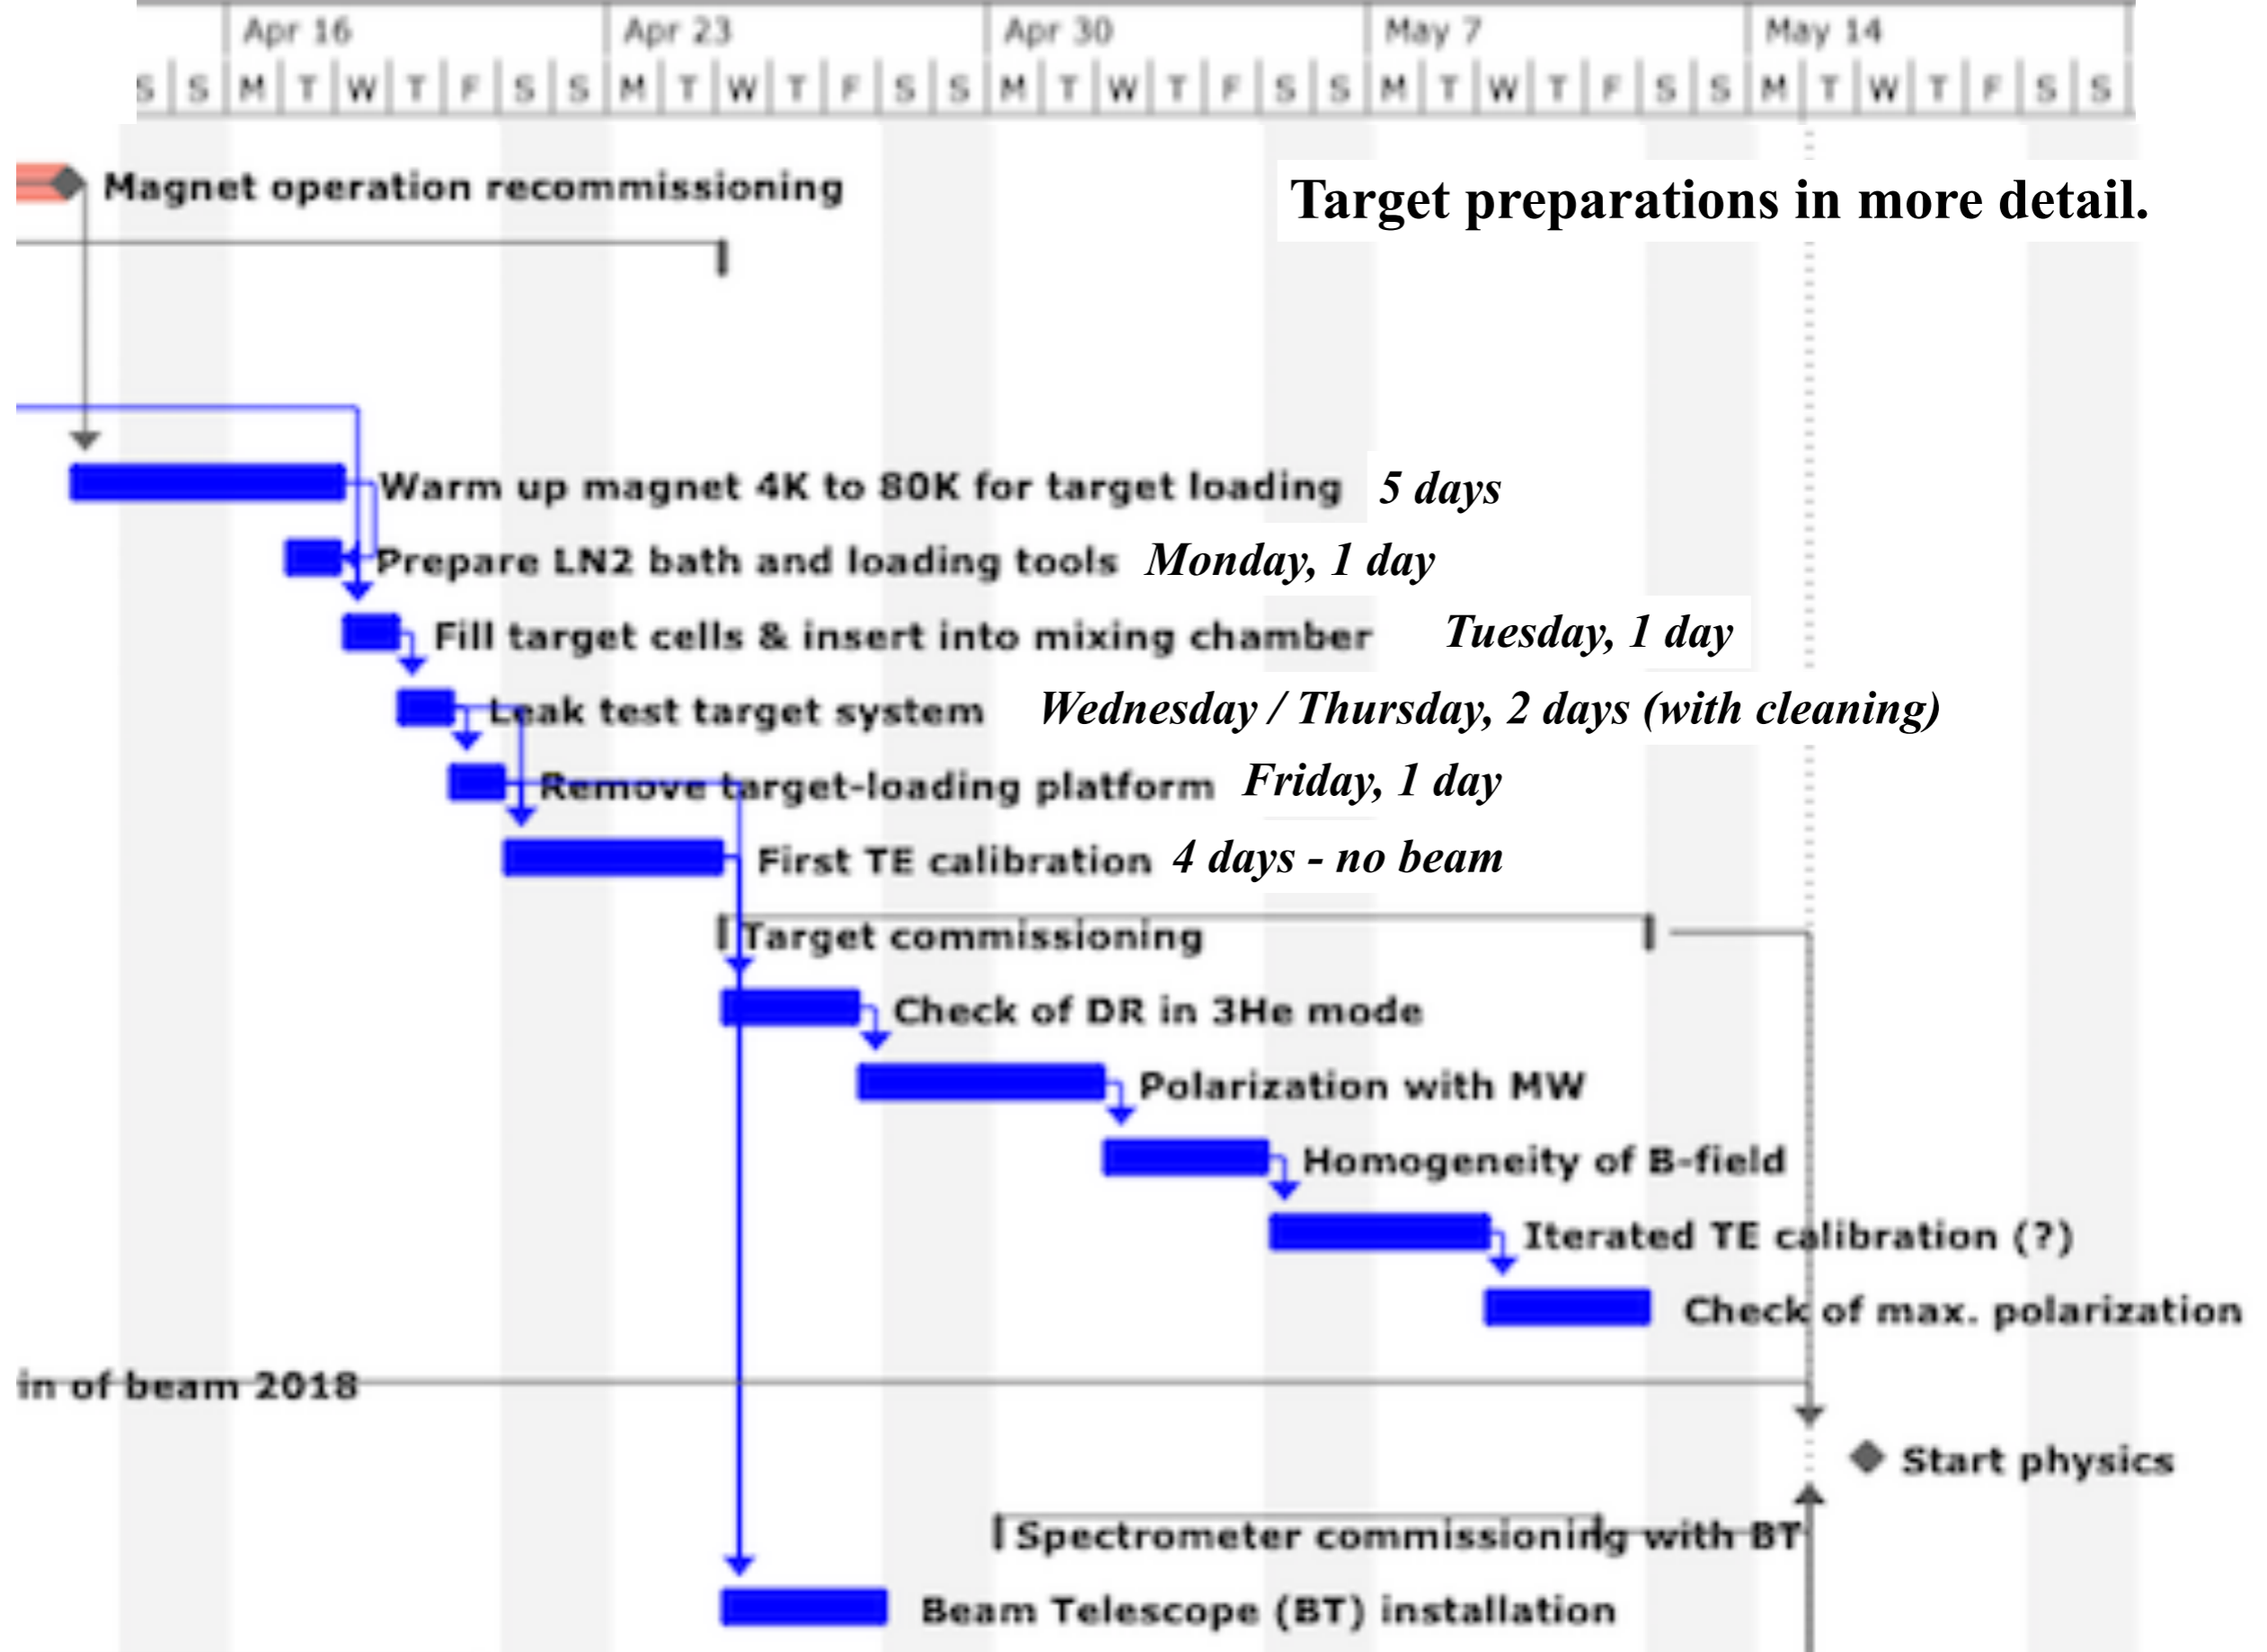 Apr 16 Apr 23 Apr 30 May 7 May 14
S S M T W T F S S M T W T F S S M T W T F S S M T W T F S S M T W T F S S
Magnet operation recommissioning
Target preparations in more detail.
Warm up magnet 4K to 80K for target loading 5 days
Prepare LN2 bath and loading tools Monday, 1 day
Fill target cells & insert into mixing chamber Tuesday, 1 day
Leak test target system Wednesday / Thursday, 2 days (with cleaning)
Remove target-loading platform Friday, 1 day
First TE calibration 4 days - no beam
Target commissioning
Check of DR in 3He mode
Polarization with MW
Homogeneity of B-field
Iterated TE calibration (?)
Check of max. polarization
in of beam 2018
Start physics
Spectrometer commissioning with BT
Beam Telescope (BT) installation